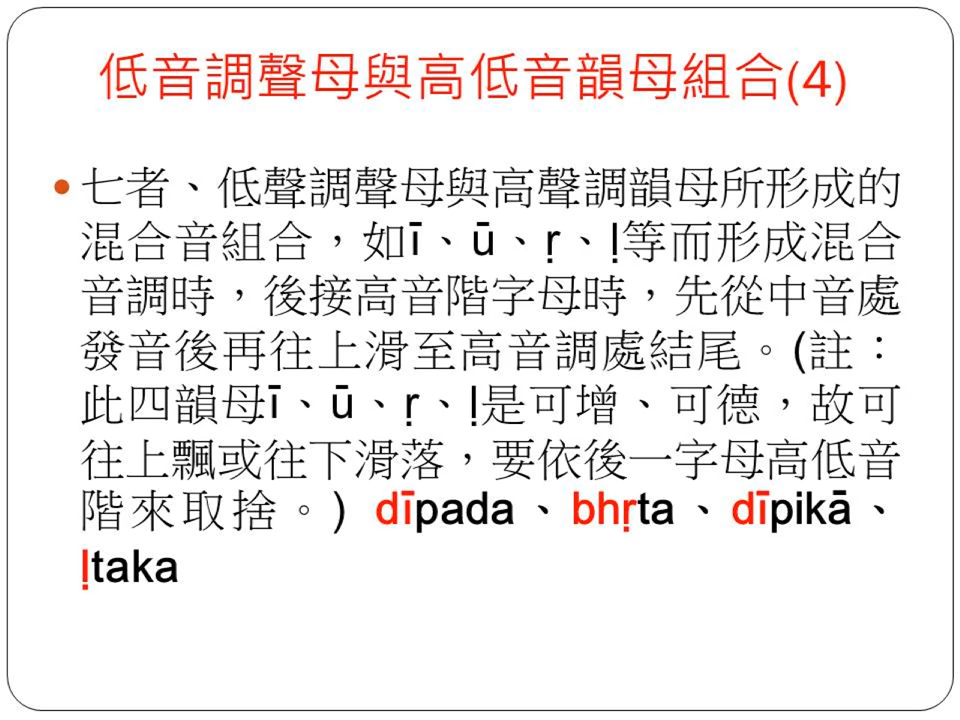 低音調聲母與高低音韻母組合(4)
• 七者、低聲調聲母與高聲調韻母所形成的
混合音組合，如ī、ū、ṛ、ḷ等而形成混合
音調時，後接高音階字母時，先從中音處
發音後再往上滑至高音調處結尾。(註：
此四韻母ī、ū、ṛ、ḷ是可增、可德，故可
往上飄或往下滑落，要依後一字母高低音
階來取捨。) dīpada、bhṛta、dīpikā、
ḷtaka